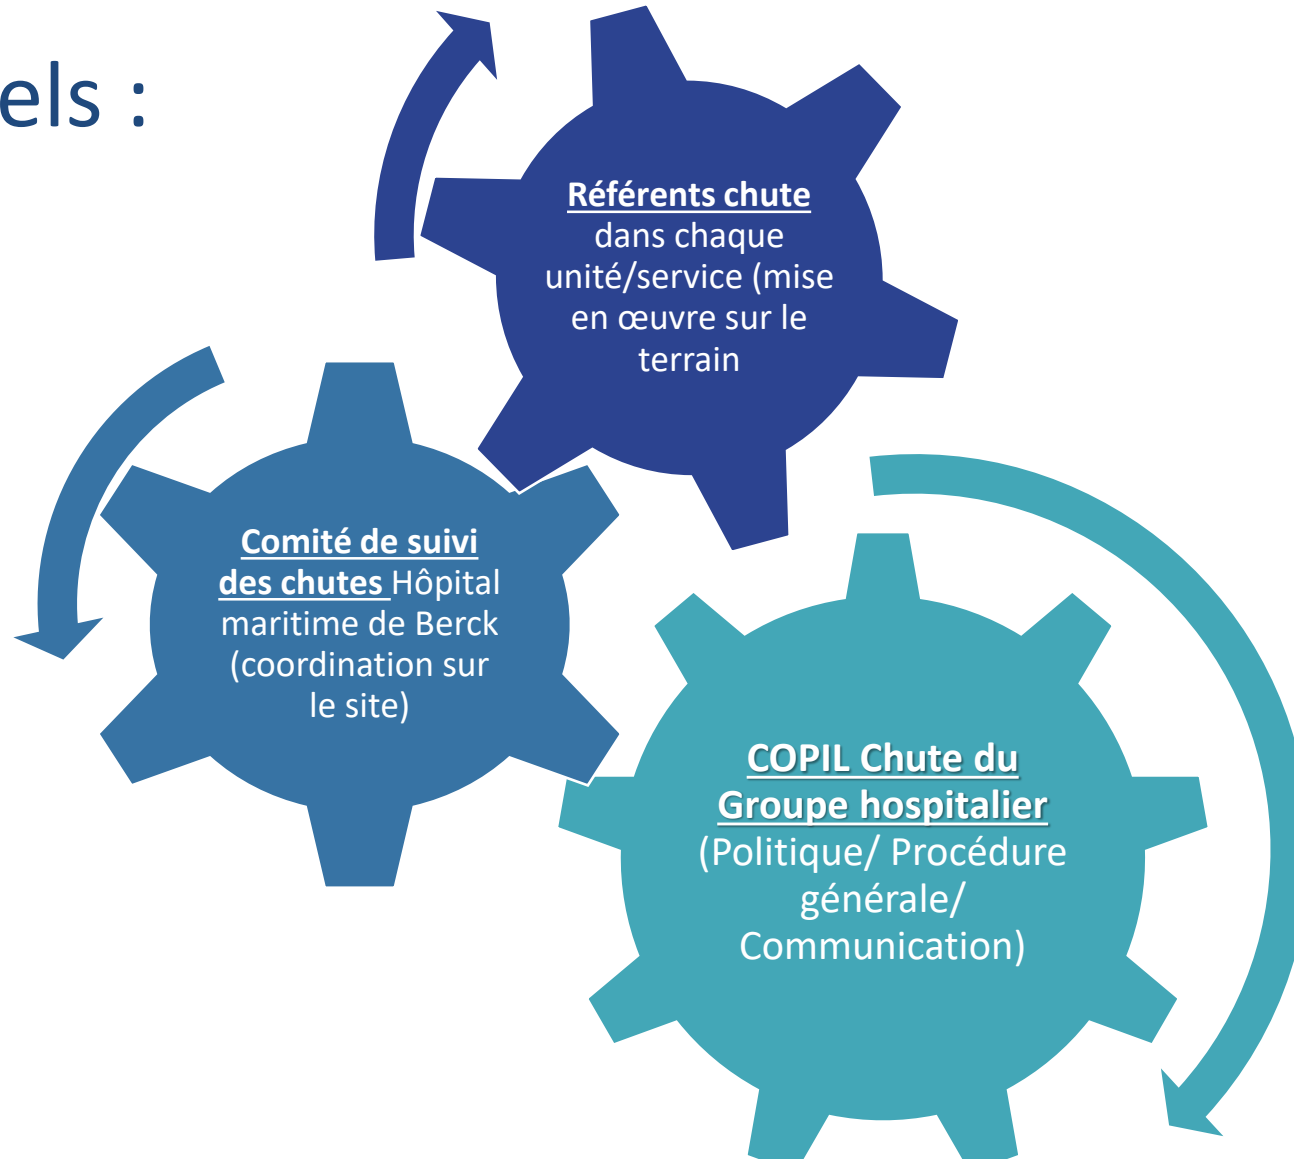 els :
Référents chute
dans chaque
unité/service (mise
en œuvre sur le
terrain
Comité de suivi
des chutes Hôpital
maritime de Berck
(coordination sur
le site)
COPIL Chute du
Groupe hospitalier
(Politique/ Procédure
générale/
Communication)